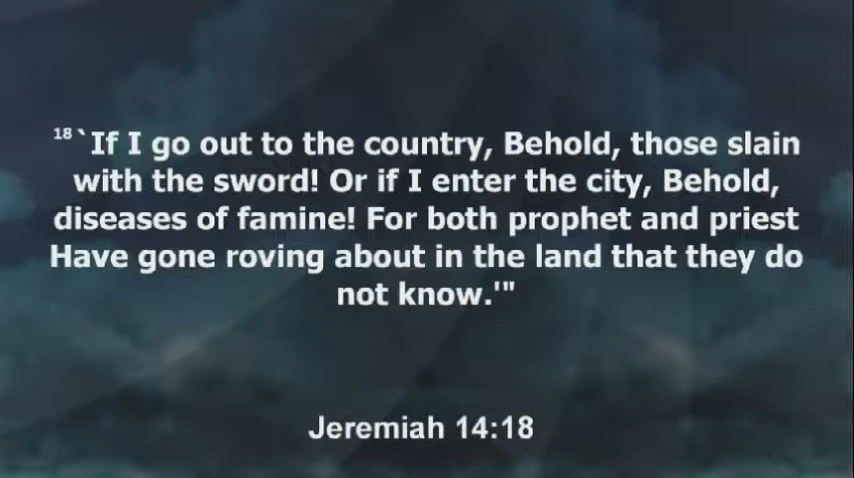 18`If I go out to the country, Behold, those slain
with the sword! Or if I enter the city, Behold,
diseases of famine! For both prophet and priest
Have gone roving about in the land that they do
not know.'"
Jeremiah 14:18